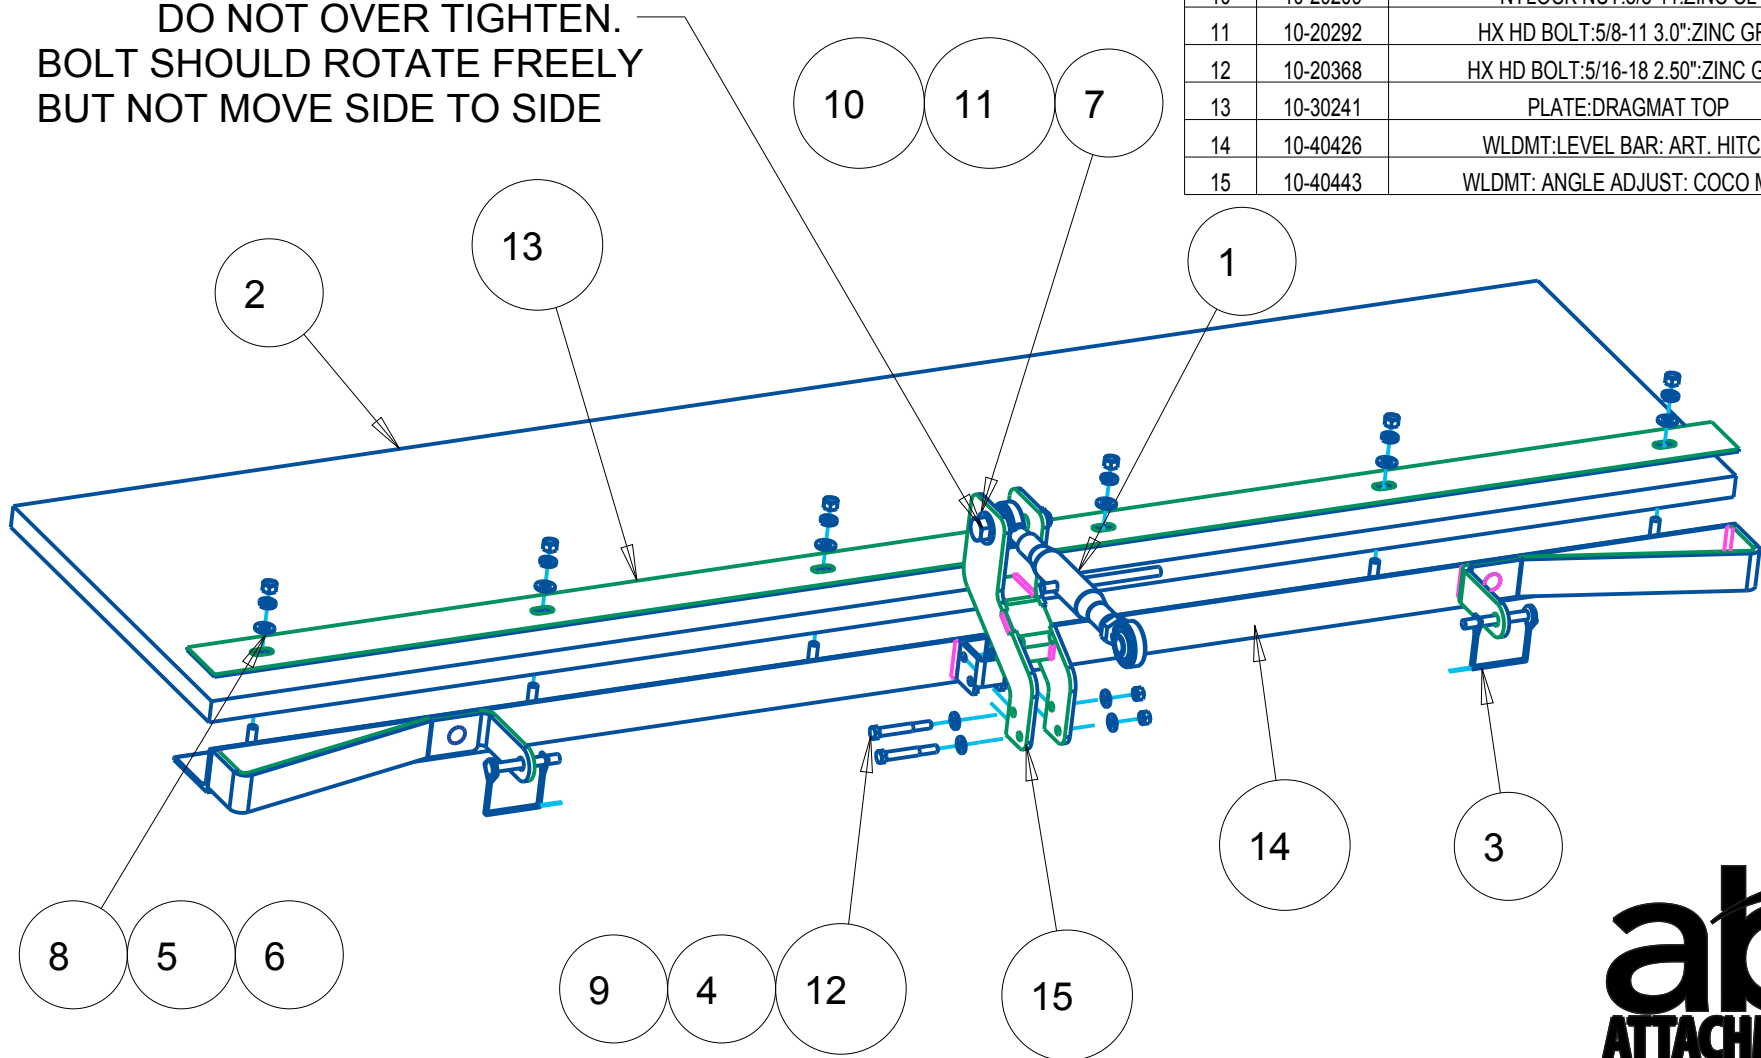 DO NOT OVER TIGHTEN.
BOLT SHOULD ROTATE FREELY
BUT NOT MOVE SIDE TO SIDE
11 10-20292 HX HD BOLT:5/8-11 3.0":ZINC
12 10-20368 HX HD BOLT:5/16-18 2.50":ZINC
13 10-30241 PLATE:DRAGMAT TOP
14 10-40426 WLDMT:LEVEL BAR: ART.
15 10-40443 WLDMT: ANGLE ADJUST: COCO
10 11 7
13
1
2
14
3
8 5 6
9 4 12
15